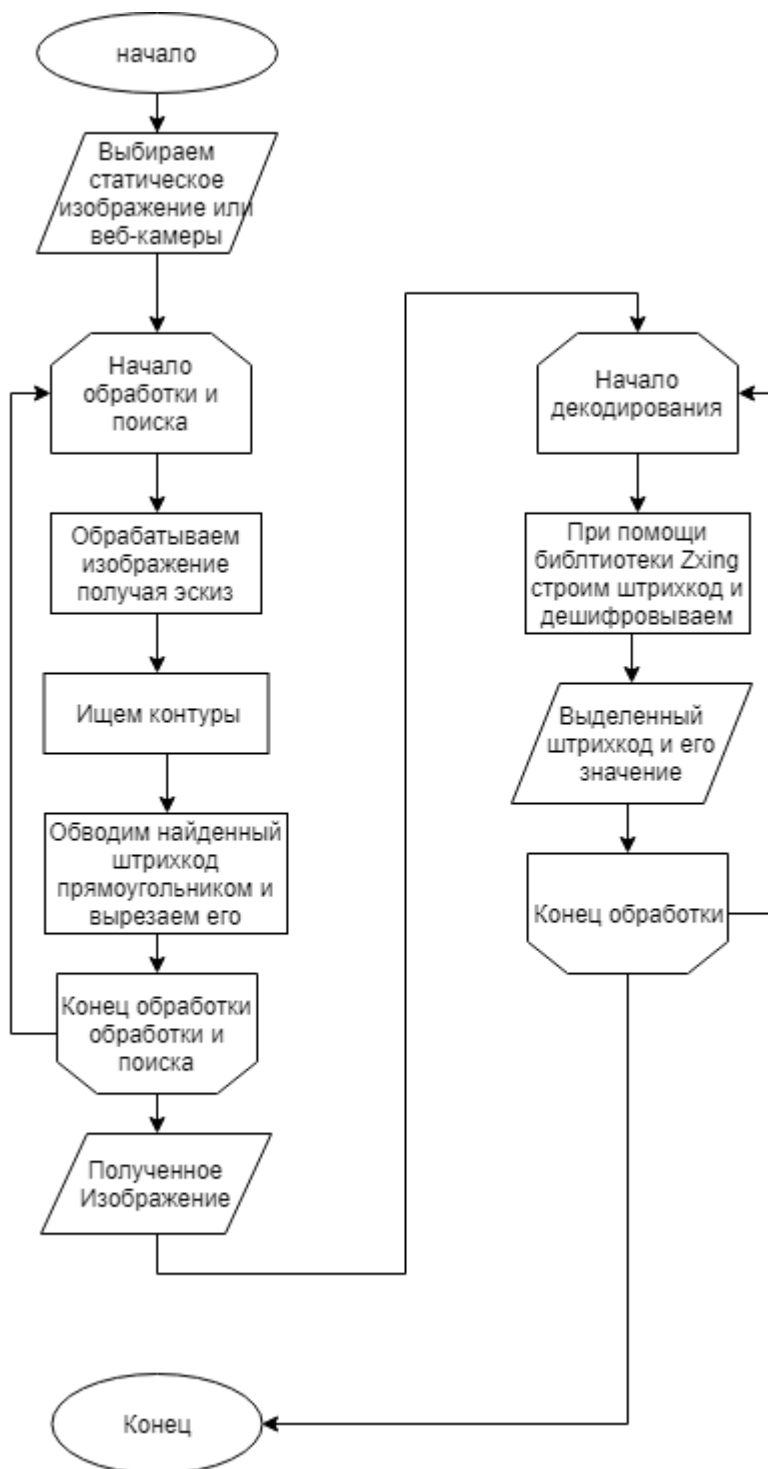 начало
Выбираем
статическое
изображение или
веб-камеры
Начало
обработки и
поиска
Обрабатываем
изображение
получая эскиз
Ищем контуры
Обводим найденный
штрихкод
прямоугольником и
вырезаем его
Конец обработки
обработки и
поиска
Полученное
Изображение
Начало
декодирования
При помощи
библтиотеки Zxing
строим штрихкод и
дешифровываем
Выделенный
штрихкод и его
значение
Конец обработки
Конец